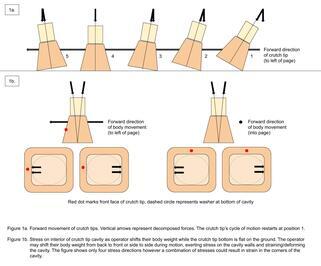 1a.
Forward direction
of crutch tip
(to left of page)
5
4
3
2
1
1b.
Forward direction
of body movement
(to left of page)
Forward direction
of body movement
(into page)
Red dot marks front face of crutch tip, dashed circle represents washer at bottom of cavity
Figure 1a. Forward movement of crutch tips. Vertical arrows represent decomposed forces. The crutch tip's cycle of motion restarts at position 1.
Figure 1b. Stress on interior of crutch tip cavity as operator shifts their body weight while the crutch tip bottom is flat on the ground. The operator
may shift their body weight from back to front or side to side during motion, exerting stress on the cavity walls and straining/deforming
the cavity. The figure shows only four stress directions however a combination of stresses could result in strain in the corners of the
cavity.